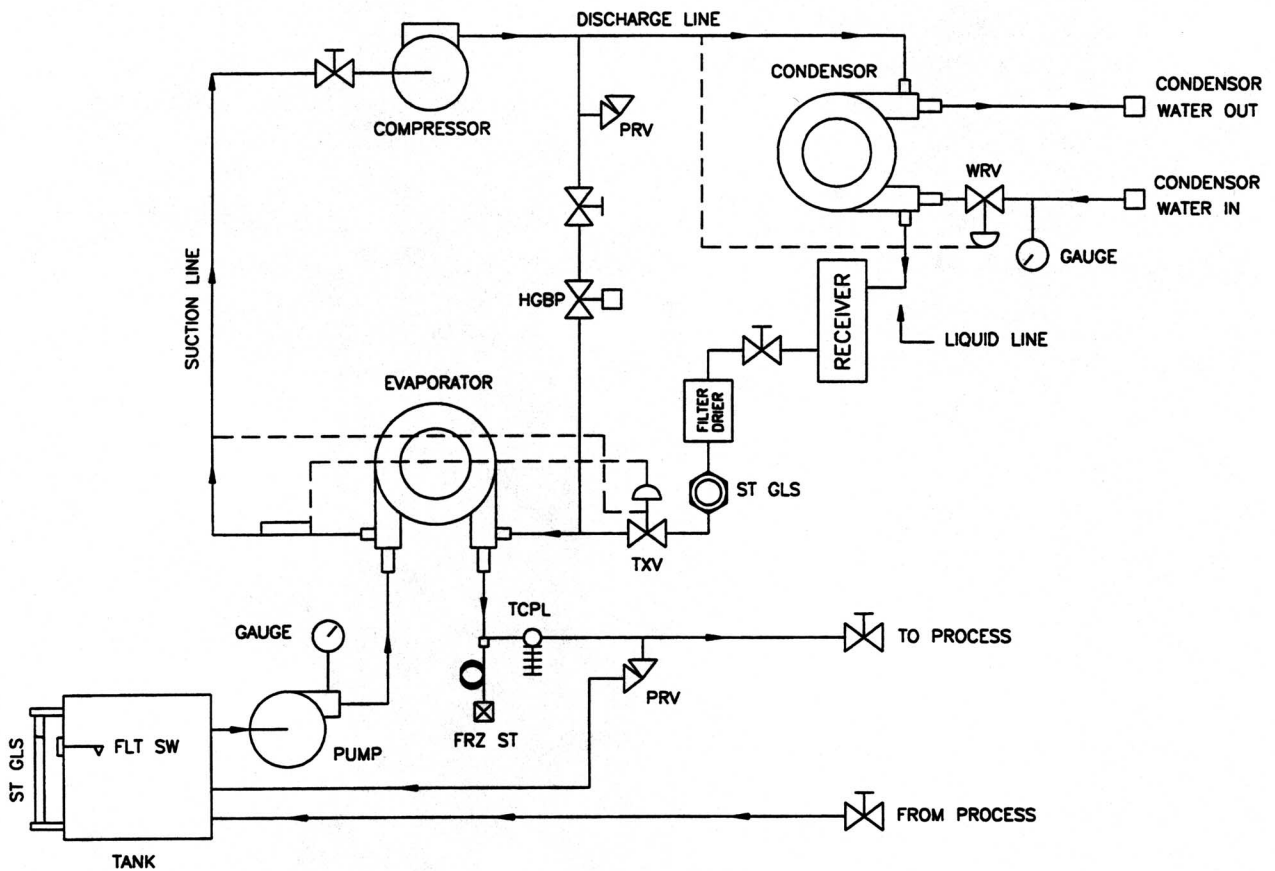 DISCHARGE LINE
COMPRESSOR
PRV
CONDENSOR
CONDENSOR
WATER OUT
WRV
CONDENSOR
WATER IN
GAUGE
SUCTION LINE
HGBP
RECEIVER
LIQUID LINE
EVAPORATOR
FILTER
DRIER
ST GLS
TXV
GAUGE
TCPL
TO PROCESS
PRV
FRZ ST
PUMP
ST GLS
FLT SW
FROM PROCESS
TANK